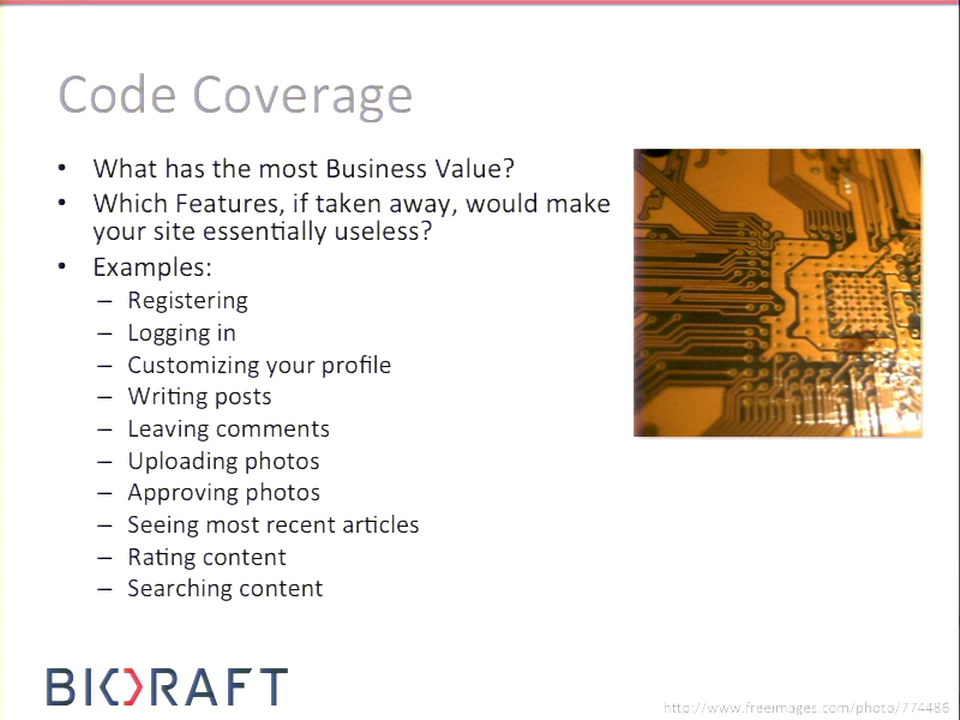 Code Coverage
• What has the most Business Value?
• Which Features, if taken away, would make
your site essentially useless?
• Examples:
– Registering
– Logging in
– Customizing your profile
– Writing posts
– Leaving comments
– Uploading photos
– Approving photos
– Seeing most recent articles
– Rating content
– Searching content
BIORAFT
http://www.freeimages.com/photo/774486